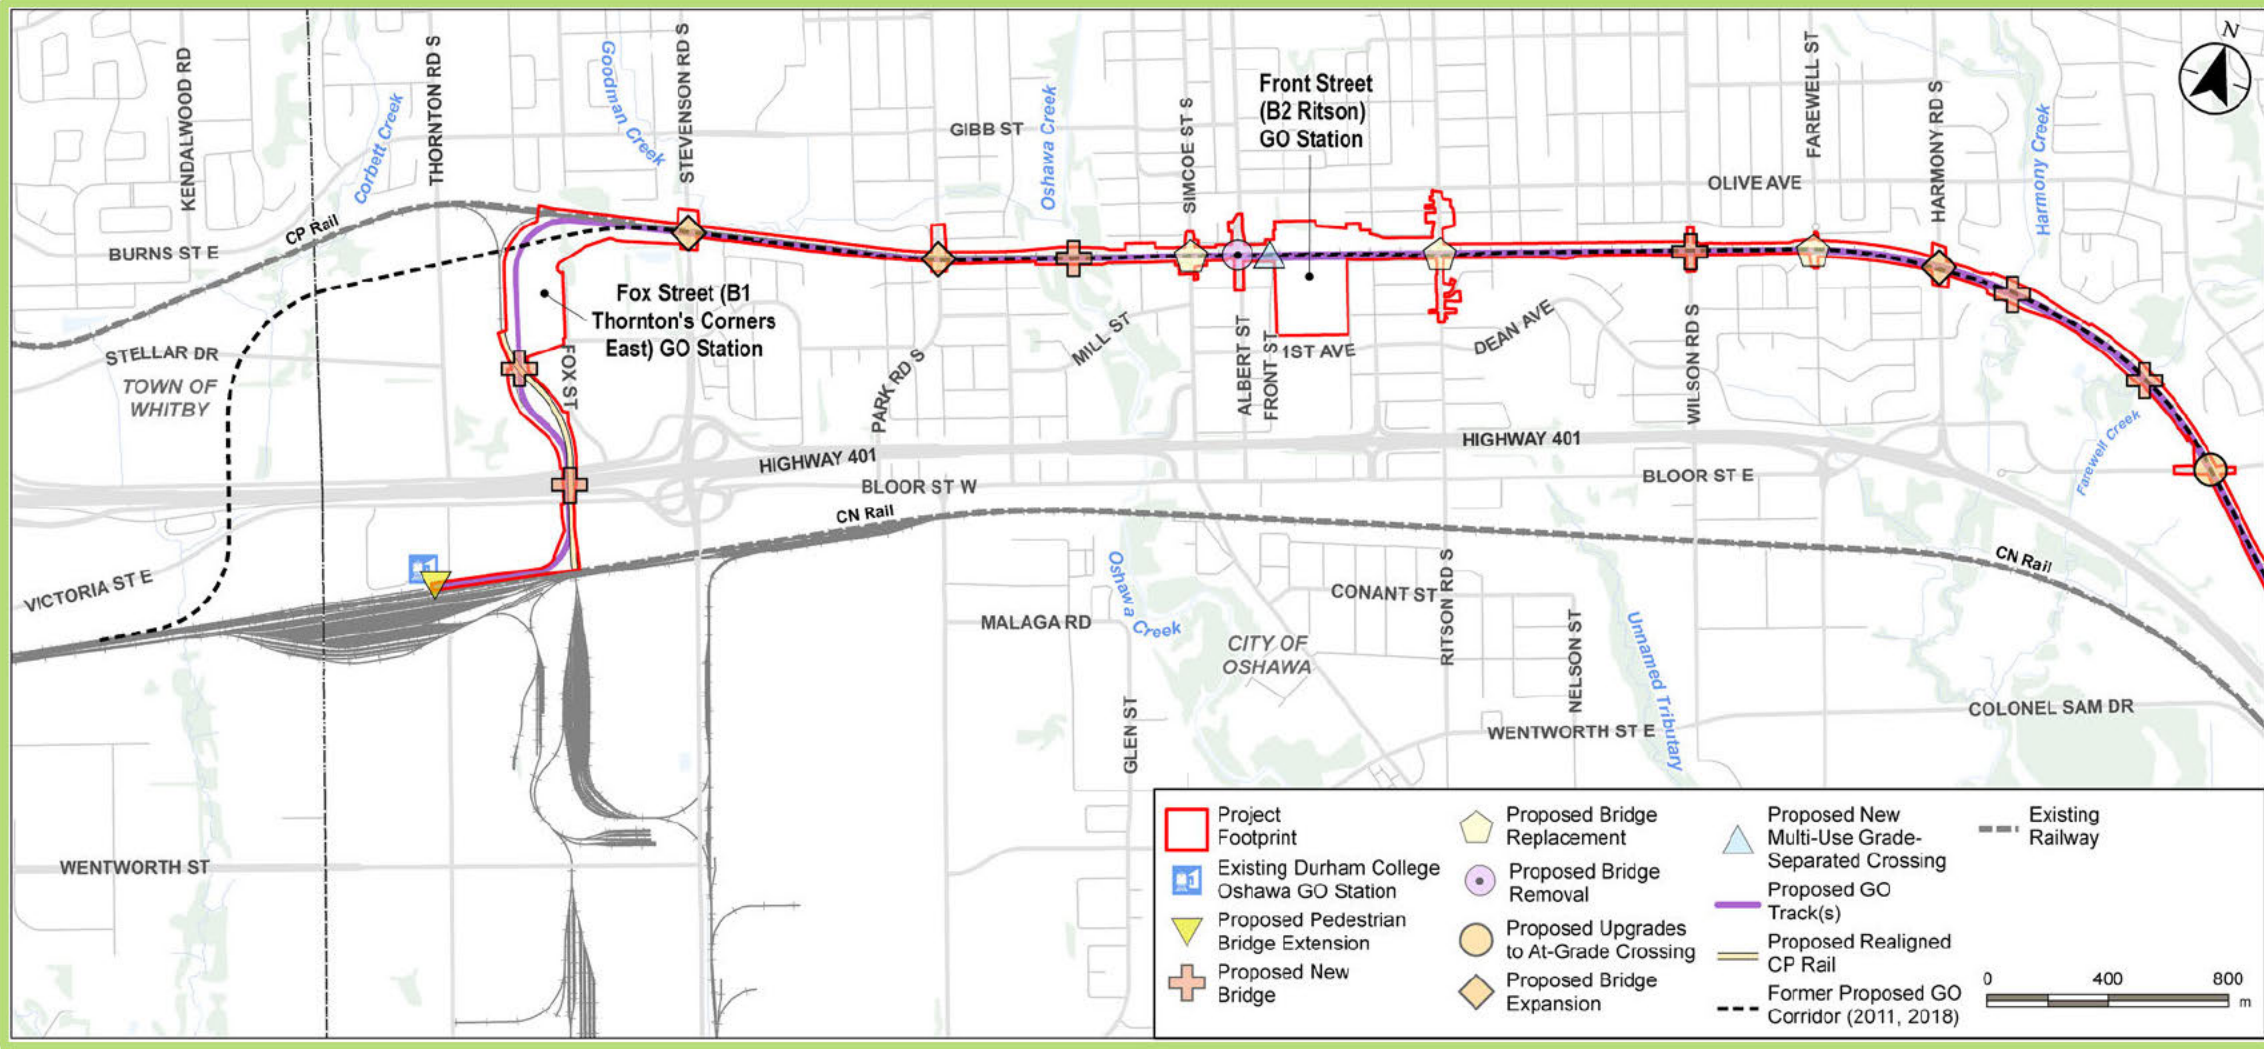 N
KENDALWOOD RD
Corbett Creek
THORNTON RD S
Goodman Creek
STEVENSON RD S
GIBB ST
Oshawa Creek
SIMCOE ST S
Front Street
(B2 Ritson)
GO Station
OLIVE AVE
FAREWELL ST
HARMONY RD S
Harmony Creek
CP Rail
BURNS ST E
Fox Street (B1
Thornton's Corners
East) GO Station
STELLAR DR
TOWN OF
WHITBY
FOX ST
PARK RD S
MILL ST
ALBERT ST
FRONT ST
1ST AVE
DEAN AVE
WILSON RD S
HIGHWAY 401
HIGHWAY 401
BLOOR ST W
BLOOR ST E
Farewell Creek
CN Rail
CN Rail
VICTORIA ST E
Oshawa
Creek
MALAGA RD
CITY OF
OSHAWA
CONANT ST
RITSON RD S
NELSON ST
Unnamed Tributary
GLEN ST
WENTWORTH ST E
COLONEL SAM DR
WENTWORTH ST
Project
Footprint
Existing Durham College
Oshawa GO Station
Proposed Pedestrian
Bridge Extension
Proposed New
Bridge
Proposed Bridge
Replacement
Proposed Bridge
Removal
Proposed Upgrades
to At-Grade Crossing
Proposed Bridge
Expansion
Proposed New
Multi-Use Grade-
Separated Crossing
Proposed GO
Track(s)
Proposed Realigned
CP Rail
Former Proposed GO
Corridor (2011, 2018)
Existing
Railway
0 400 800
m